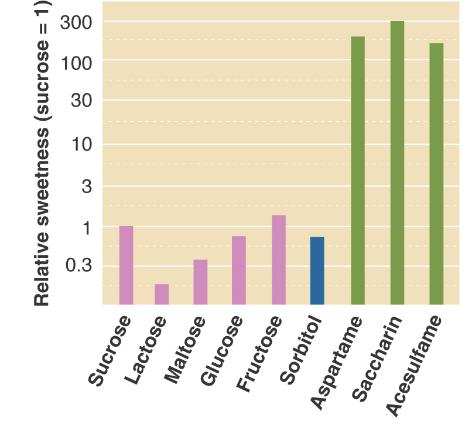 Relative sweetness (sucrose = 1)
300
100
30
10
3
1
0.3
Sucrose
Lactose
Maltose
Glucose
Fructose
Sorbitol
Aspartame
Saccharin
Acesulfame